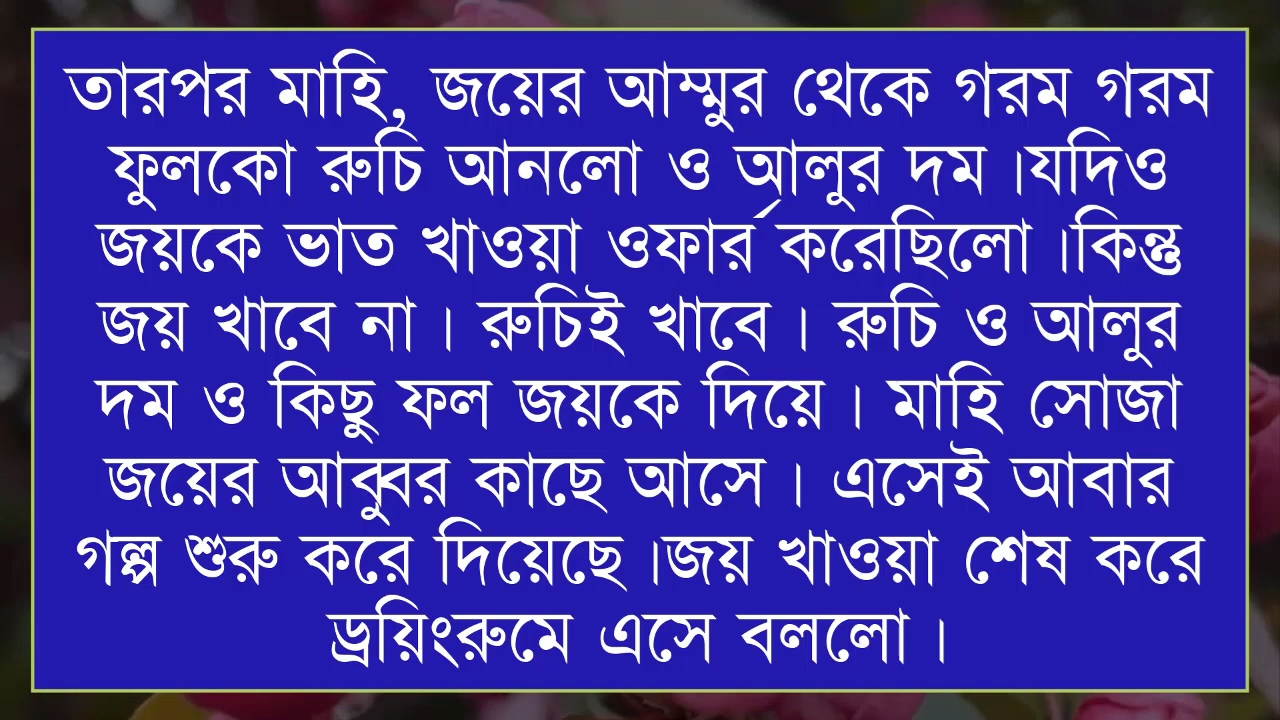 তারপর মাহি, জয়ের আম্মুর থেকে গরম গরম
ফুলকো রুচি আনলো ও আলুর দম।যদিও
জয়কে ভাত খাওয়া ওফার্র করেছিলো।কিন্তু
জয় খাবে না। রুচিই খাবে। রুচি ও আলুর
দম ও কিছু ফল জয়কে দিয়ে। মাহি সোজা
জয়ের আব্বুর কাছে আসে। এসেই আবার
গল্প শুরু করে দিয়েছে।জয় খাওয়া শেষ করে
ড্রয়িংরুমে এসে বললো।